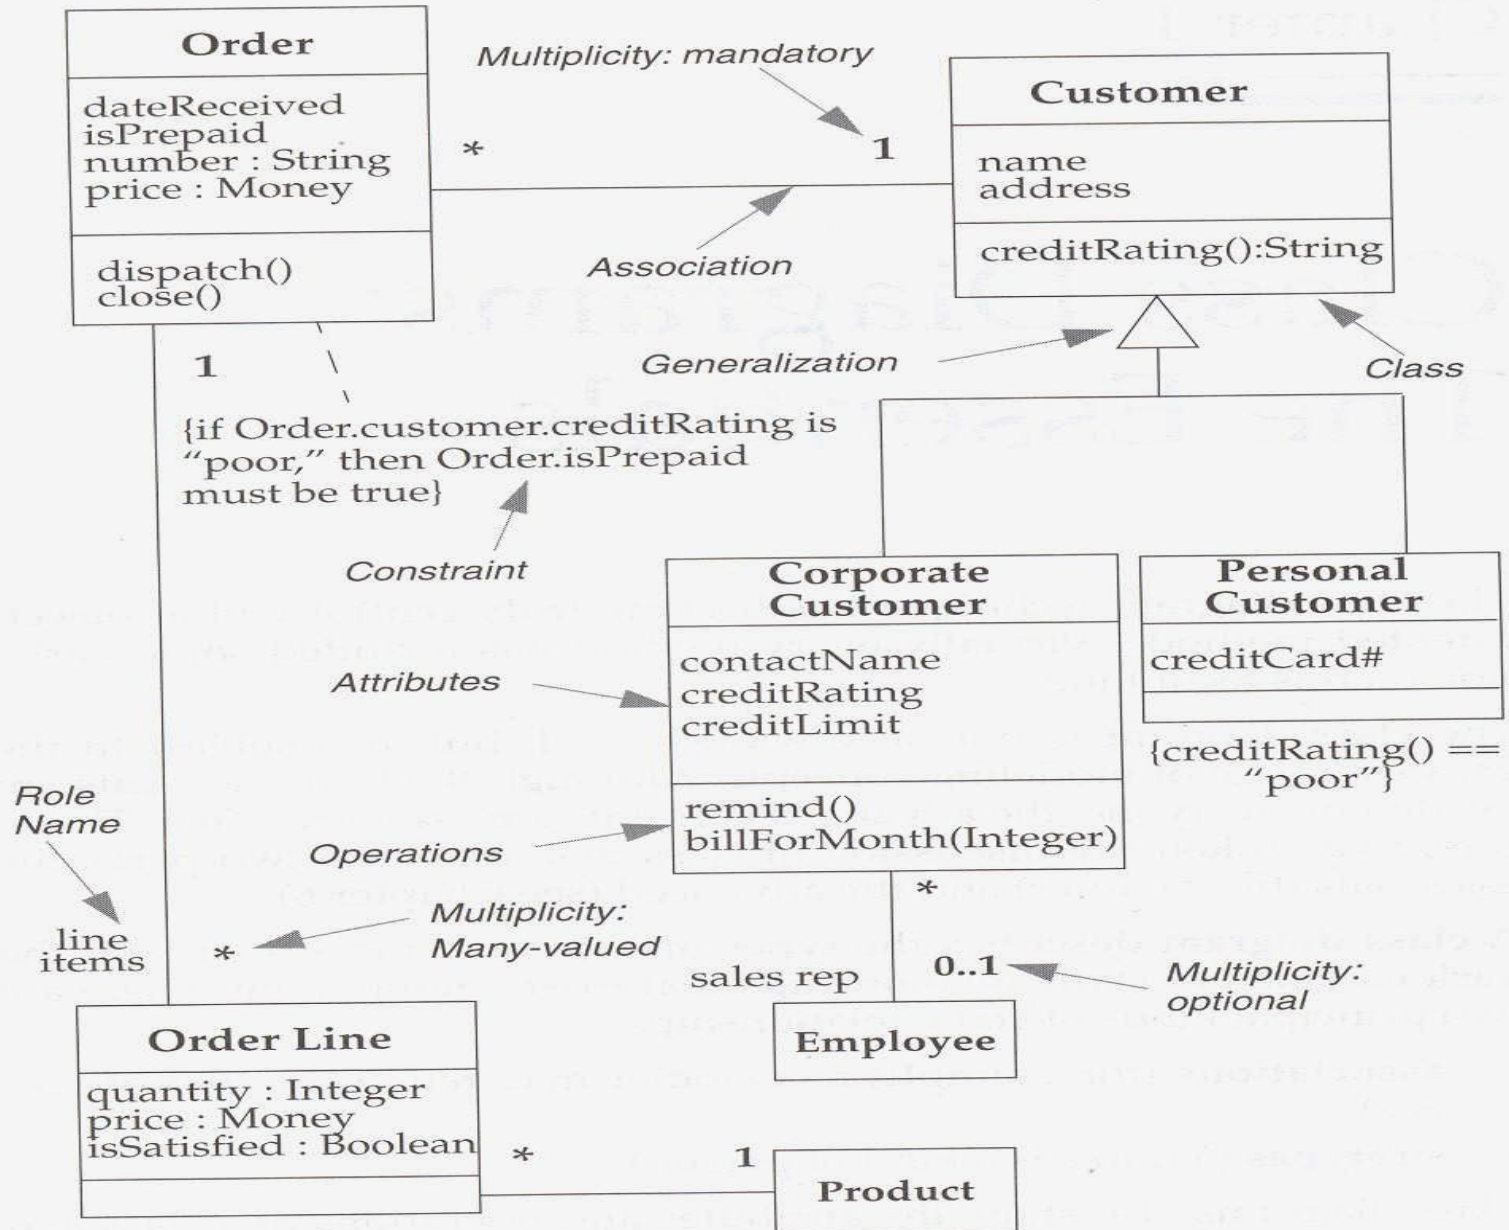 Order
dateReceived
isPrepaid
number : String
price : Money
dispatch()
close()
Multiplicity: mandatory
*
1
Association
Customer
name
address
creditRating():String
Generalization
Class
1
{if Order.customer.creditRating is
“poor,” then Order.isPrepaid
must be true}
Constraint
Corporate
Customer
contactName
creditRating
creditLimit
remind()
billForMonth(Integer)
Personal
Customer
creditCard#
{creditRating() ==
“poor”}
Attributes
Operations
Role
Name
line
items
*
Multiplicity:
Many-valued
*
sales rep
0..1
Multiplicity:
optional
Employee
Order Line
quantity : Integer
price : Money
isSatisfied : Boolean
*
1
Product